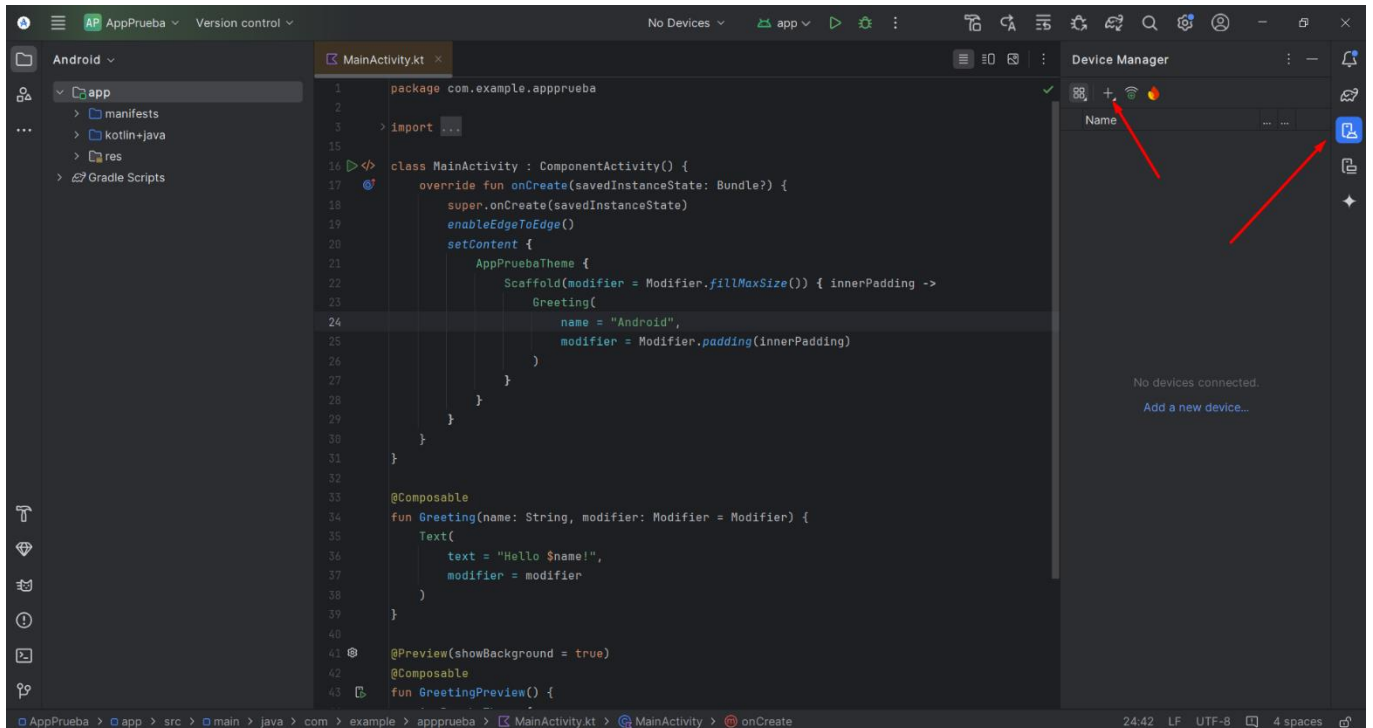 AP AppPrueba Version control No Devices app
Android
app
manifests
kotlin+java
res
Gradle Scripts
MainActivity.kt
1 package com.example.appprueba
2
3 import ...
15
16 class MainActivity : ComponentActivity() {
17 override fun onCreate(savedInstanceState: Bundle?) {
18 super.onCreate(savedInstanceState)
19 enableEdgeToEdge()
20 setContent {
21 AppPruebaTheme {
22 Scaffold(modifier = Modifier.fillMaxSize()) { innerPadding ->
23 Greeting(
24 name = "Android",
25 modifier = Modifier.padding(innerPadding)
26 )
27 }
28 }
29 }
30 }
31 }
32
33 @Composable
34 fun Greeting(name: String, modifier: Modifier = Modifier) {
35 Text(
36 text = "Hello $name!",
37 modifier = modifier
38 )
39 }
40
41 @Preview(showBackground = true)
42 @Composable
43 fun GreetingPreview() {
Device Manager
Name ... ...
No devices connected.
Add a new device...
AppPrueba > app > src > main > java > com > example > appprueba > MainActivity.kt > MainActivity > onCreate
24:42 LF UTF-8 4 spaces